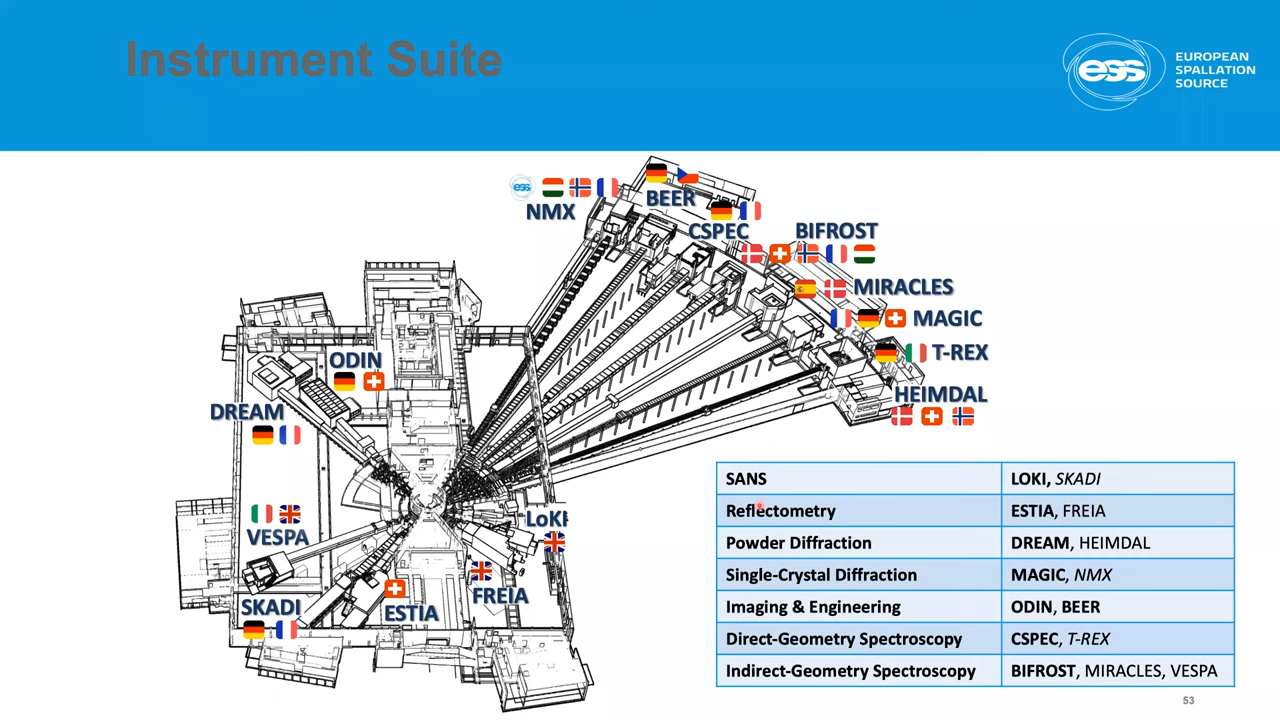 Instrument Suite
ess
EUROPEAN
SPALLATION
SOURCE
ess
NMX
BEER
CSPEC
BIFROST
MIRACLES
MAGIC
T-REX
HEIMDAL
ODIN
DREAM
VESPA
SKADI
ESTIA
FREIA
LoKI
SANS LOKI, SKADI
Reflectometry ESTIA, FREIA
Powder Diffraction DREAM, HEIMDAL
Single-Crystal Diffraction MAGIC, NMX
Imaging & Engineering ODIN, BEER
Direct-Geometry Spectroscopy CSPEC, T-REX
Indirect-Geometry Spectroscopy BIFROST, MIRACLES, VESPA
53